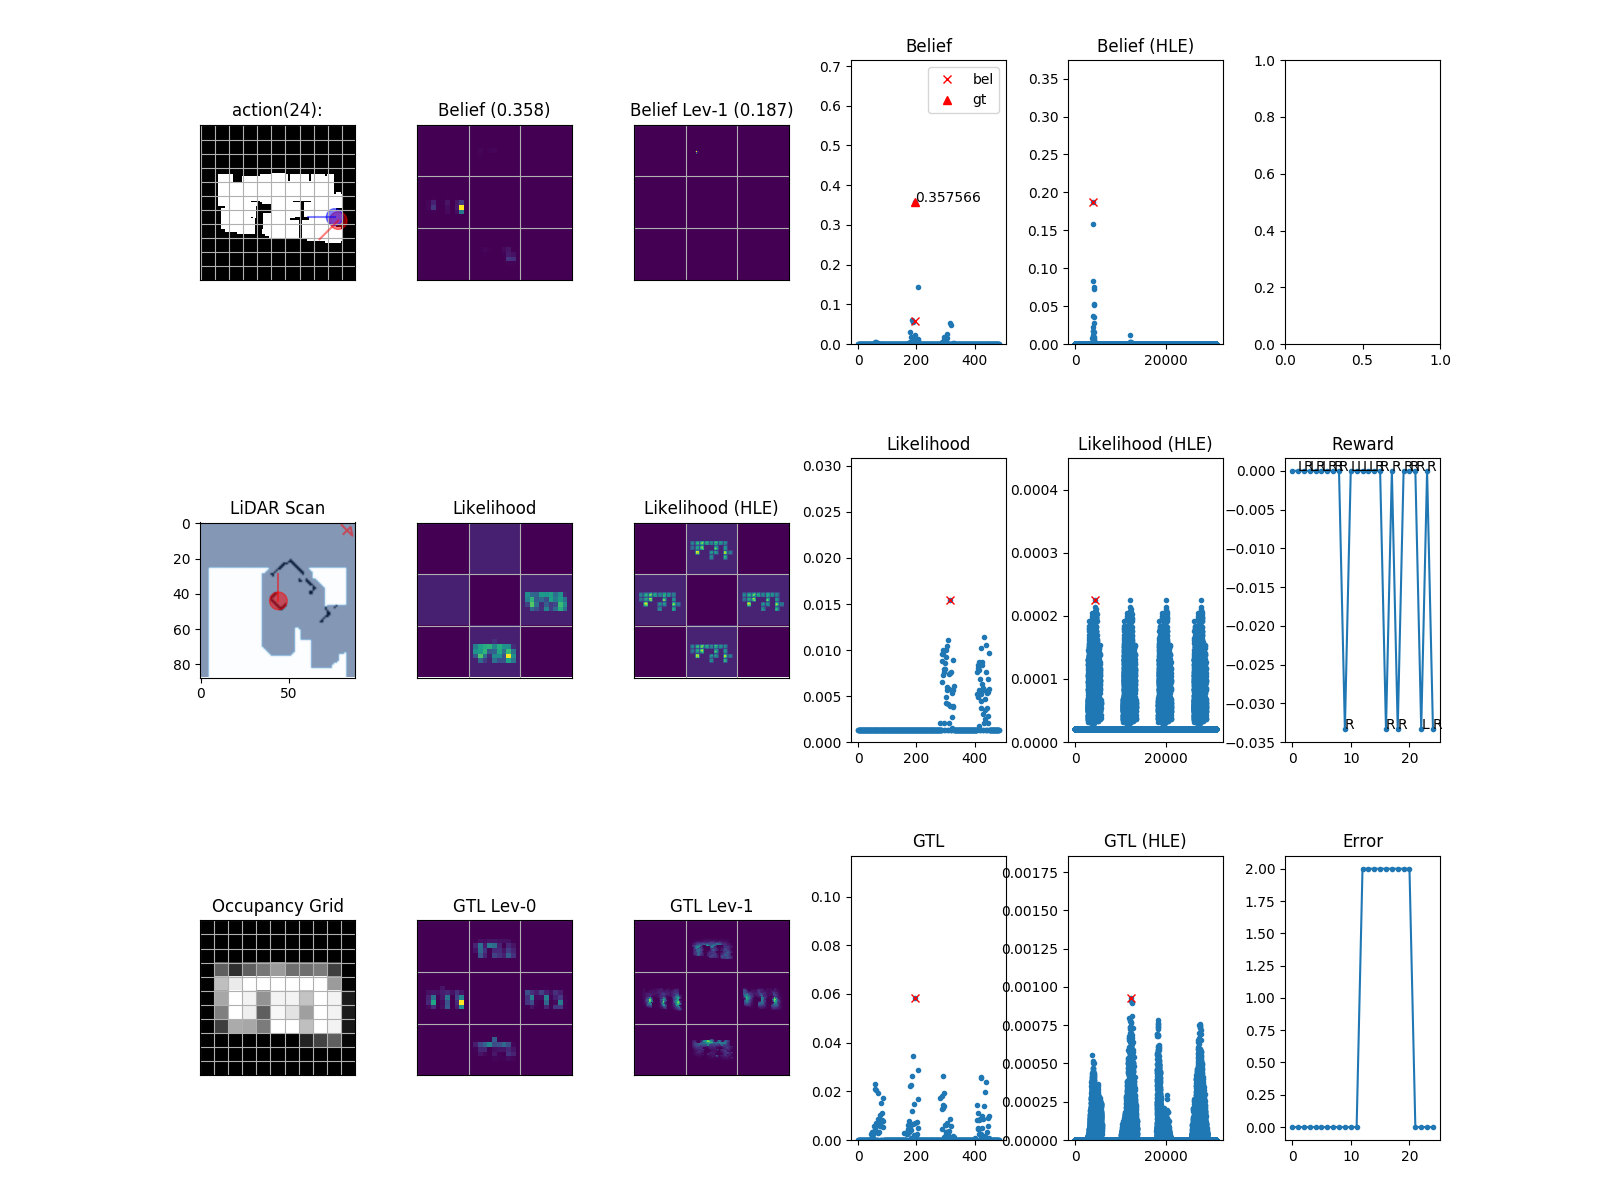 action(24):
Belief (0.358)
Belief Lev-1 (0.187)
Belief
0.7
0.6
0.5
0.4
0.3
0.2
0.1
0.0
0 200 400
bel
gt
0.357566
Belief (HLE)
0.35
0.30
0.25
0.20
0.15
0.10
0.05
0.00
0 20000
1.0
0.8
0.6
0.4
0.2
0.0
0.0 0.5 1.0
LiDAR Scan
0
20
40
60
80
0 50
Likelihood
Likelihood (HLE)
Likelihood
0.030
0.025
0.020
0.015
0.010
0.005
0.000
0 200 400
Likelihood (HLE)
0.0004
0.0003
0.0002
0.0001
0.0000
0 20000
Reward
0.000
−0.005
−0.010
−0.015
−0.020
−0.025
−0.030
−0.035
0 10 20
R
R R
L R
Occupancy Grid
GTL Lev-0
GTL Lev-1
GTL
0.10
0.08
0.06
0.04
0.02
0.00
0 200 400
GTL (HLE)
0.00175
0.00150
0.00125
0.00100
0.00075
0.00050
0.00025
0.00000
0 20000
Error
2.00
1.75
1.50
1.25
1.00
0.75
0.50
0.25
0.00
0 10 20